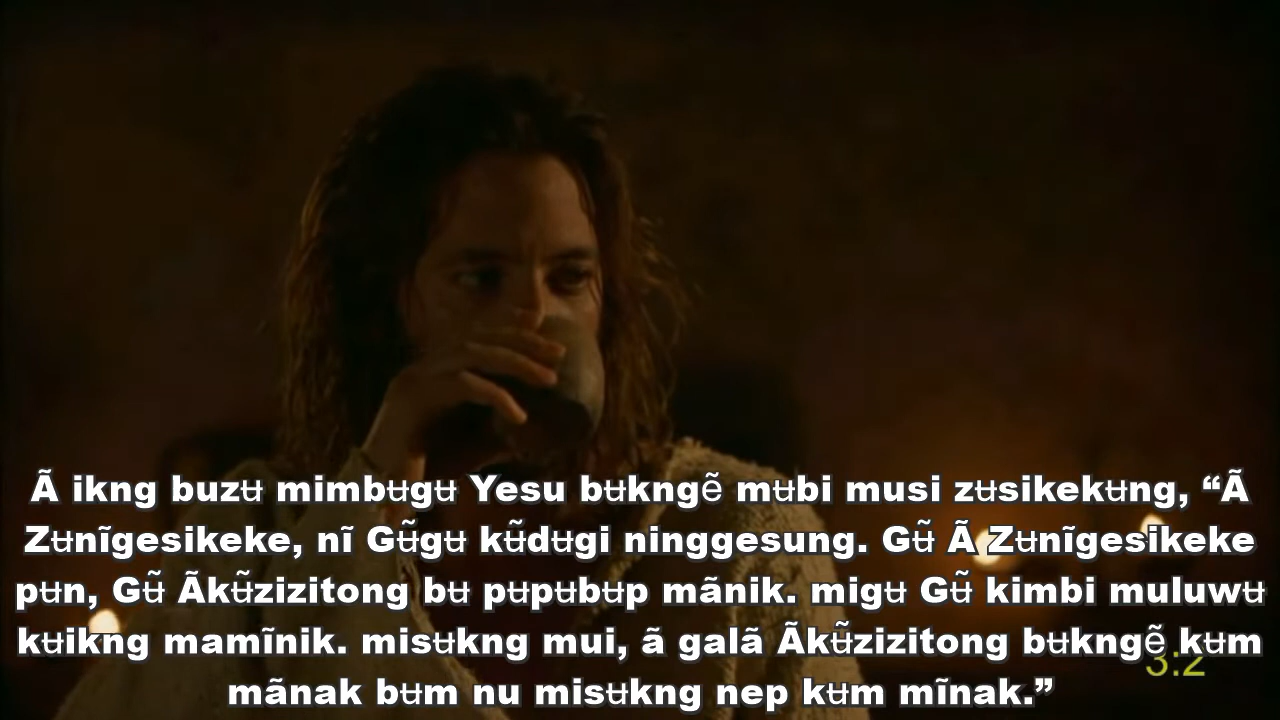 Ã ikng buzʉ mimbʉgʉ Yesu bʉkngẽ mʉbi musi zʉsikekʉng, “Ã
Zʉnĩgesikeke, nĩ Gʉ̃gʉ kʉ̃dʉgi ninggesung. Gʉ̃ Ã Zʉnĩgesikeke
pʉn, Gʉ̃ Ãkʉ̃zizitong bʉ pʉpʉbʉp mãnik. migʉ Gʉ̃ kimbi muluwʉ
kʉikng mamĩnik. misʉkng mui, ã galã Ãkʉ̃zizitong bʉkngẽ kʉm
mãnak bʉm nu misʉkng nep kʉm mĩnak.”
3:2